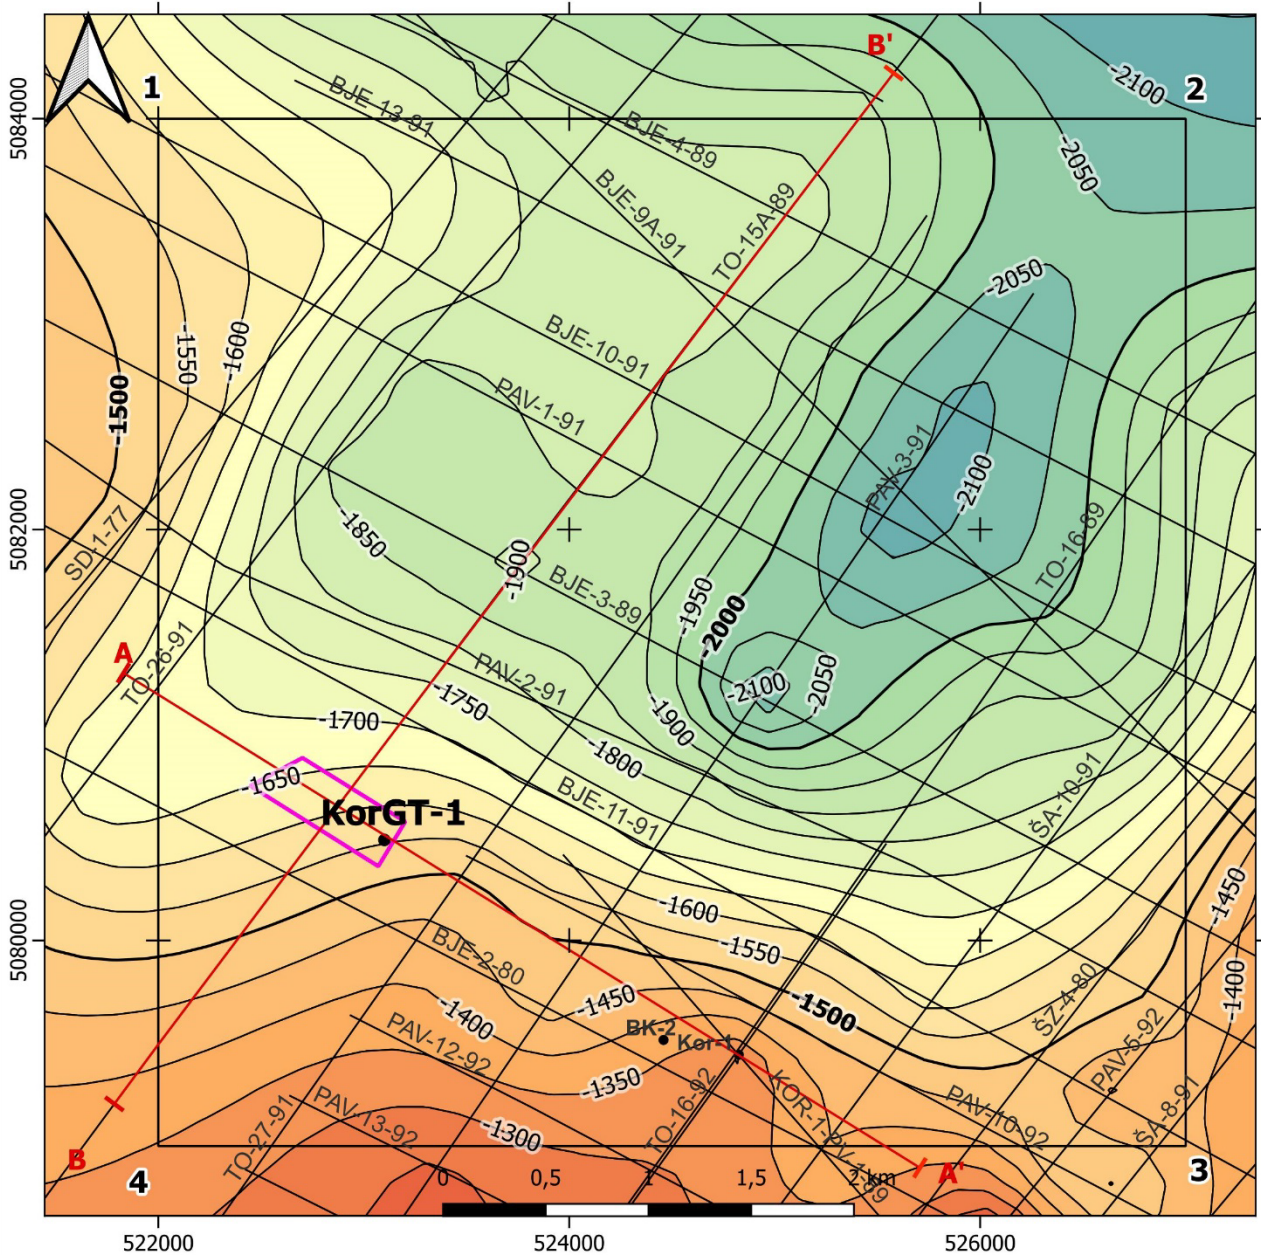 B'
1
2
-2100
BJE-13-91
BJE-4-89
5084000
-2050
BJE-9A-91
TO-15A-89
-2050
BJE-10-91
-1550
-1600
-1500
PAV-1-91
PAV-3-91
-2100
5082000
SD-1-77
-1850
-1900
BJE-3-89
TO-16-89
-1950
-2000
A
TO-26-91
PAV-2-91
-2100
-2050
-1700
-1750
-1900
-1800
-1650
KorGT-1
BJE-11-91
ŠA-10-91
-1600
-1450
5080000
BJE-2-80
-1550
-1400
-1450
-1500
ŠZ-4-80
-1400
BK-2
Kor-1
PAV-12-92
-1350
PAV-5-92
TO-27-91
PAV-13-92
-1300
TO-16-92
KOR-1-PV-1-89
PAV-10-92
ŠA-8-91
B
4
0
0,5
1
1,5
2 km
A'
3
522000
524000
526000